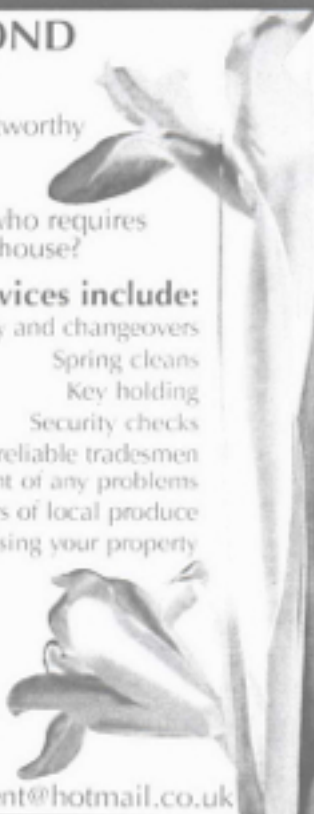 OND
worthy
who requires
house?
vices include:
y and changeovers
Spring cleans
Key holding
Security checks
reliable tradesmen
nt of any problems
s of local produce
sing your property
nt@hotmail.co.uk